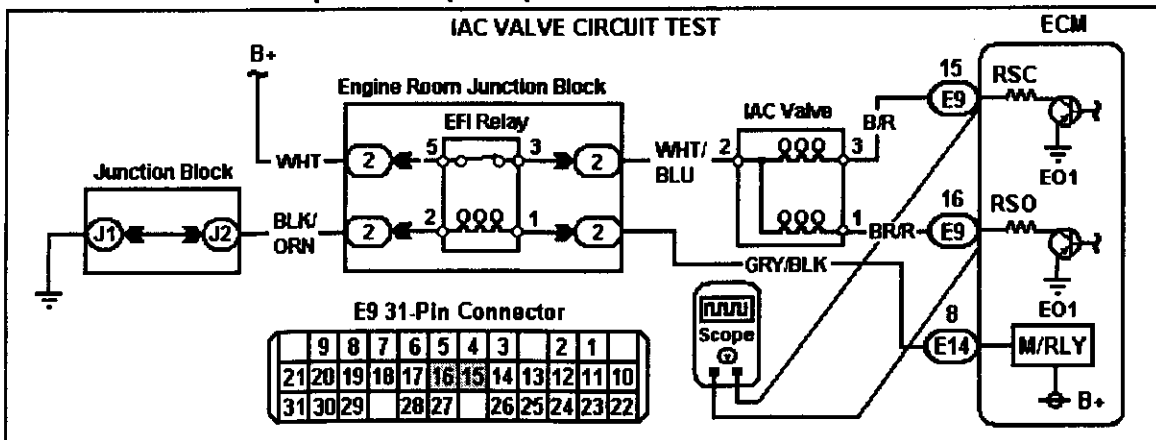 IAC VALVE CIRCUIT TEST
ECM
B+
Engine Room Junction Block
EFI Relay
IAC Valve
15
E9
RSC
B/R
EO1
WHT
2
5
3
2
WHT/
BLU
2
3
Junction Block
J1
J2
BLK/
ORN
2
2
1
2
1
BR/R
16
E9
RSO
EO1
GRY/BLK
8
E14
M/RLY
B+
Scope
V
E9 31-Pin Connector
9 8 7 6 5 4 3 2 1
21 20 19 18 17 16 15 14 13 12 11 10
31 30 29 28 27 26 25 24 23 22